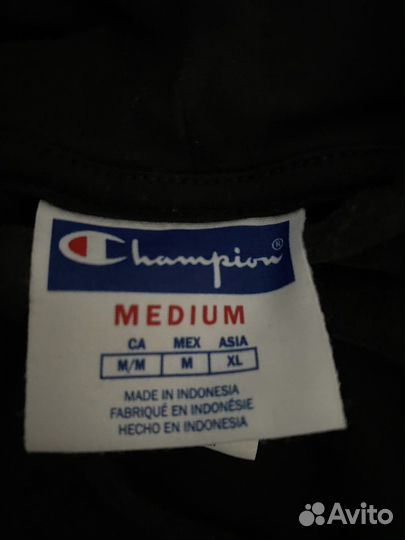 Champion®
MEDIUM
CA MEX ASIA
M/M M XL
MADE IN INDONESIA
FABRIQUÉ EN INDONÉSIE
HECHO EN INDONESIA
Avito